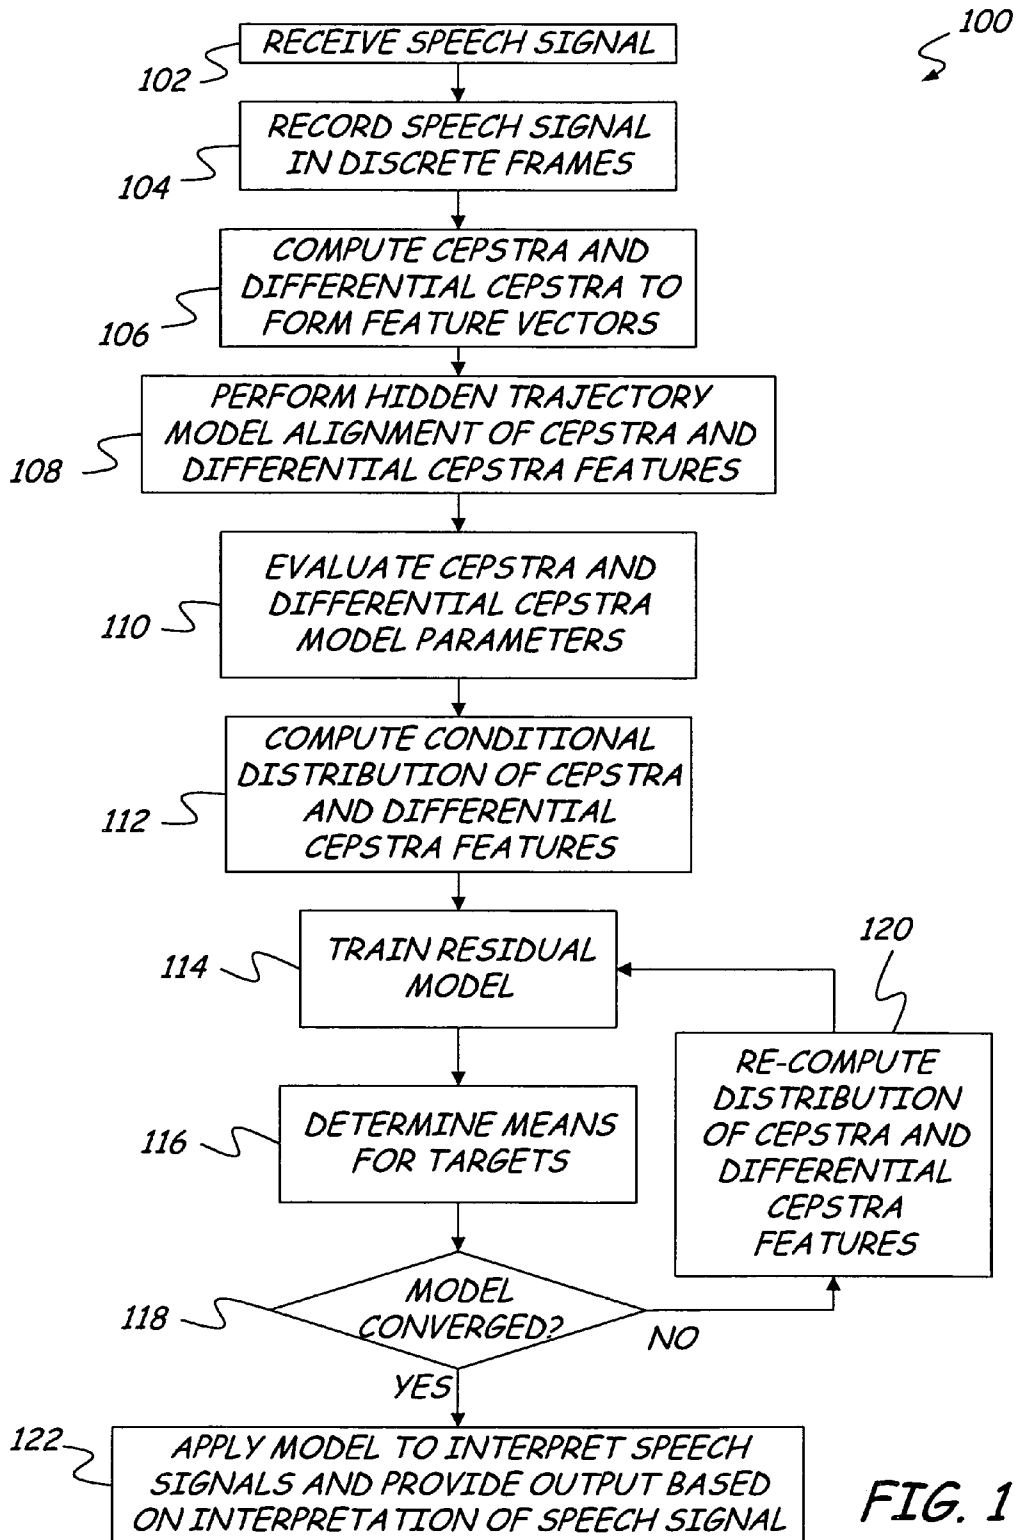 100
RECEIVE SPEECH SIGNAL
102
RECORD SPEECH SIGNAL
IN DISCRETE FRAMES
104
COMPUTE CEPSTRA AND
DIFFERENTIAL CEPSTRA TO
FORM FEATURE VECTORS
106
PERFORM HIDDEN TRAJECTORY
MODEL ALIGNMENT OF CEPSTRA AND
DIFFERENTIAL CEPSTRA FEATURES
108
EVALUATE CEPSTRA AND
DIFFERENTIAL CEPSTRA
MODEL PARAMETERS
110
COMPUTE CONDITIONAL
DISTRIBUTION OF CEPSTRA
AND DIFFERENTIAL
CEPSTRA FEATURES
112
TRAIN RESIDUAL
MODEL
114
120
RE-COMPUTE
DISTRIBUTION
OF CEPSTRA AND
DIFFERENTIAL
CEPSTRA
FEATURES
DETERMINE MEANS
FOR TARGETS
116
MODEL
CONVERGED?
118
NO
YES
122
APPLY MODEL TO INTERPRET SPEECH
SIGNALS AND PROVIDE OUTPUT BASED
ON INTERPRETATION OF SPEECH SIGNAL
FIG. 1